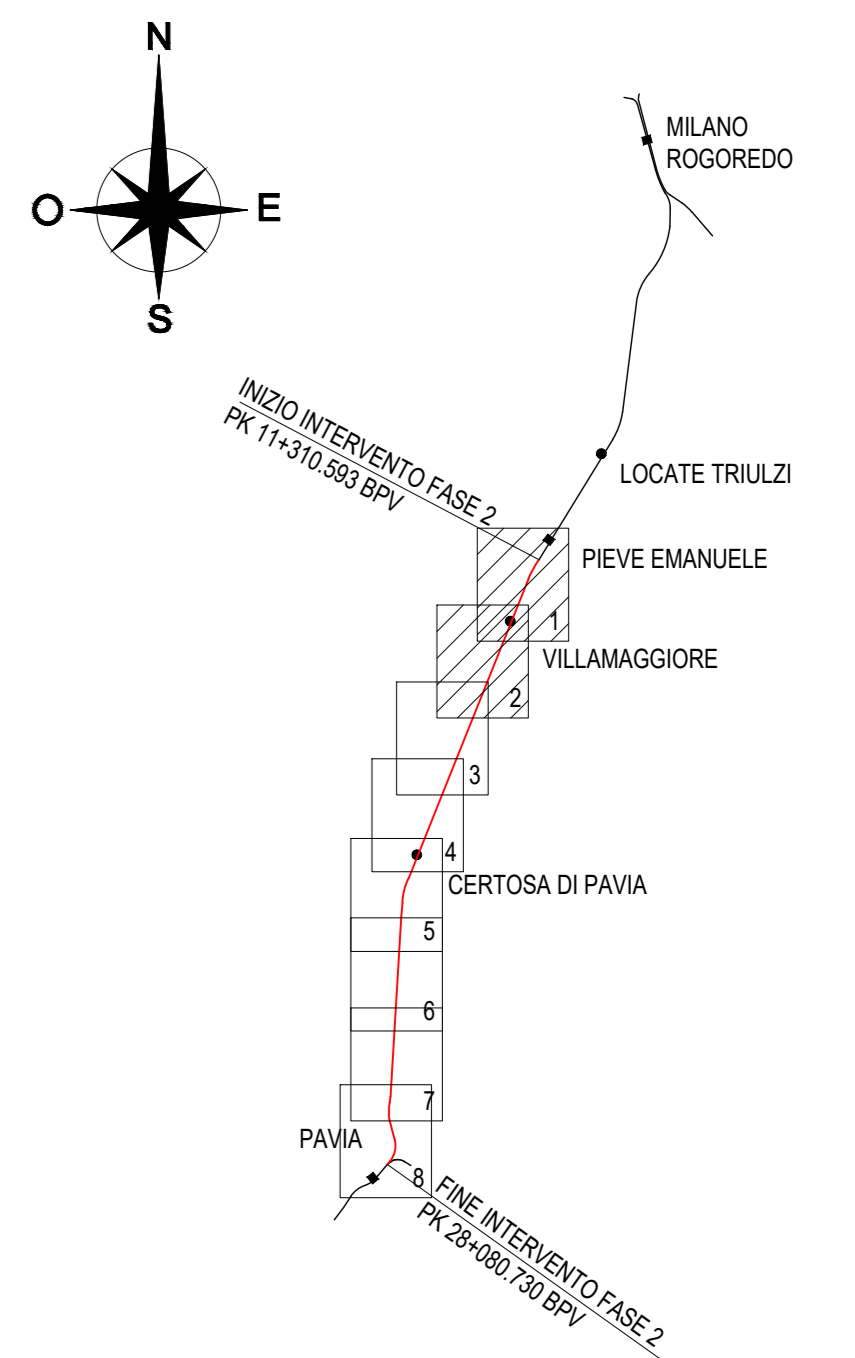 N
O
E
S
MILANO
ROGOREDO
INIZIO INTERVENTO FASE 2
PK 11+310.593 BPV
LOCATE TRIULZI
PIEVE EMANUELE
1
VILLAMAGGIORE
2
3
4
CERTOSA DI PAVIA
5
6
7
PAVIA
8
FINE INTERVENTO FASE 2
PK 28+080.730 BPV